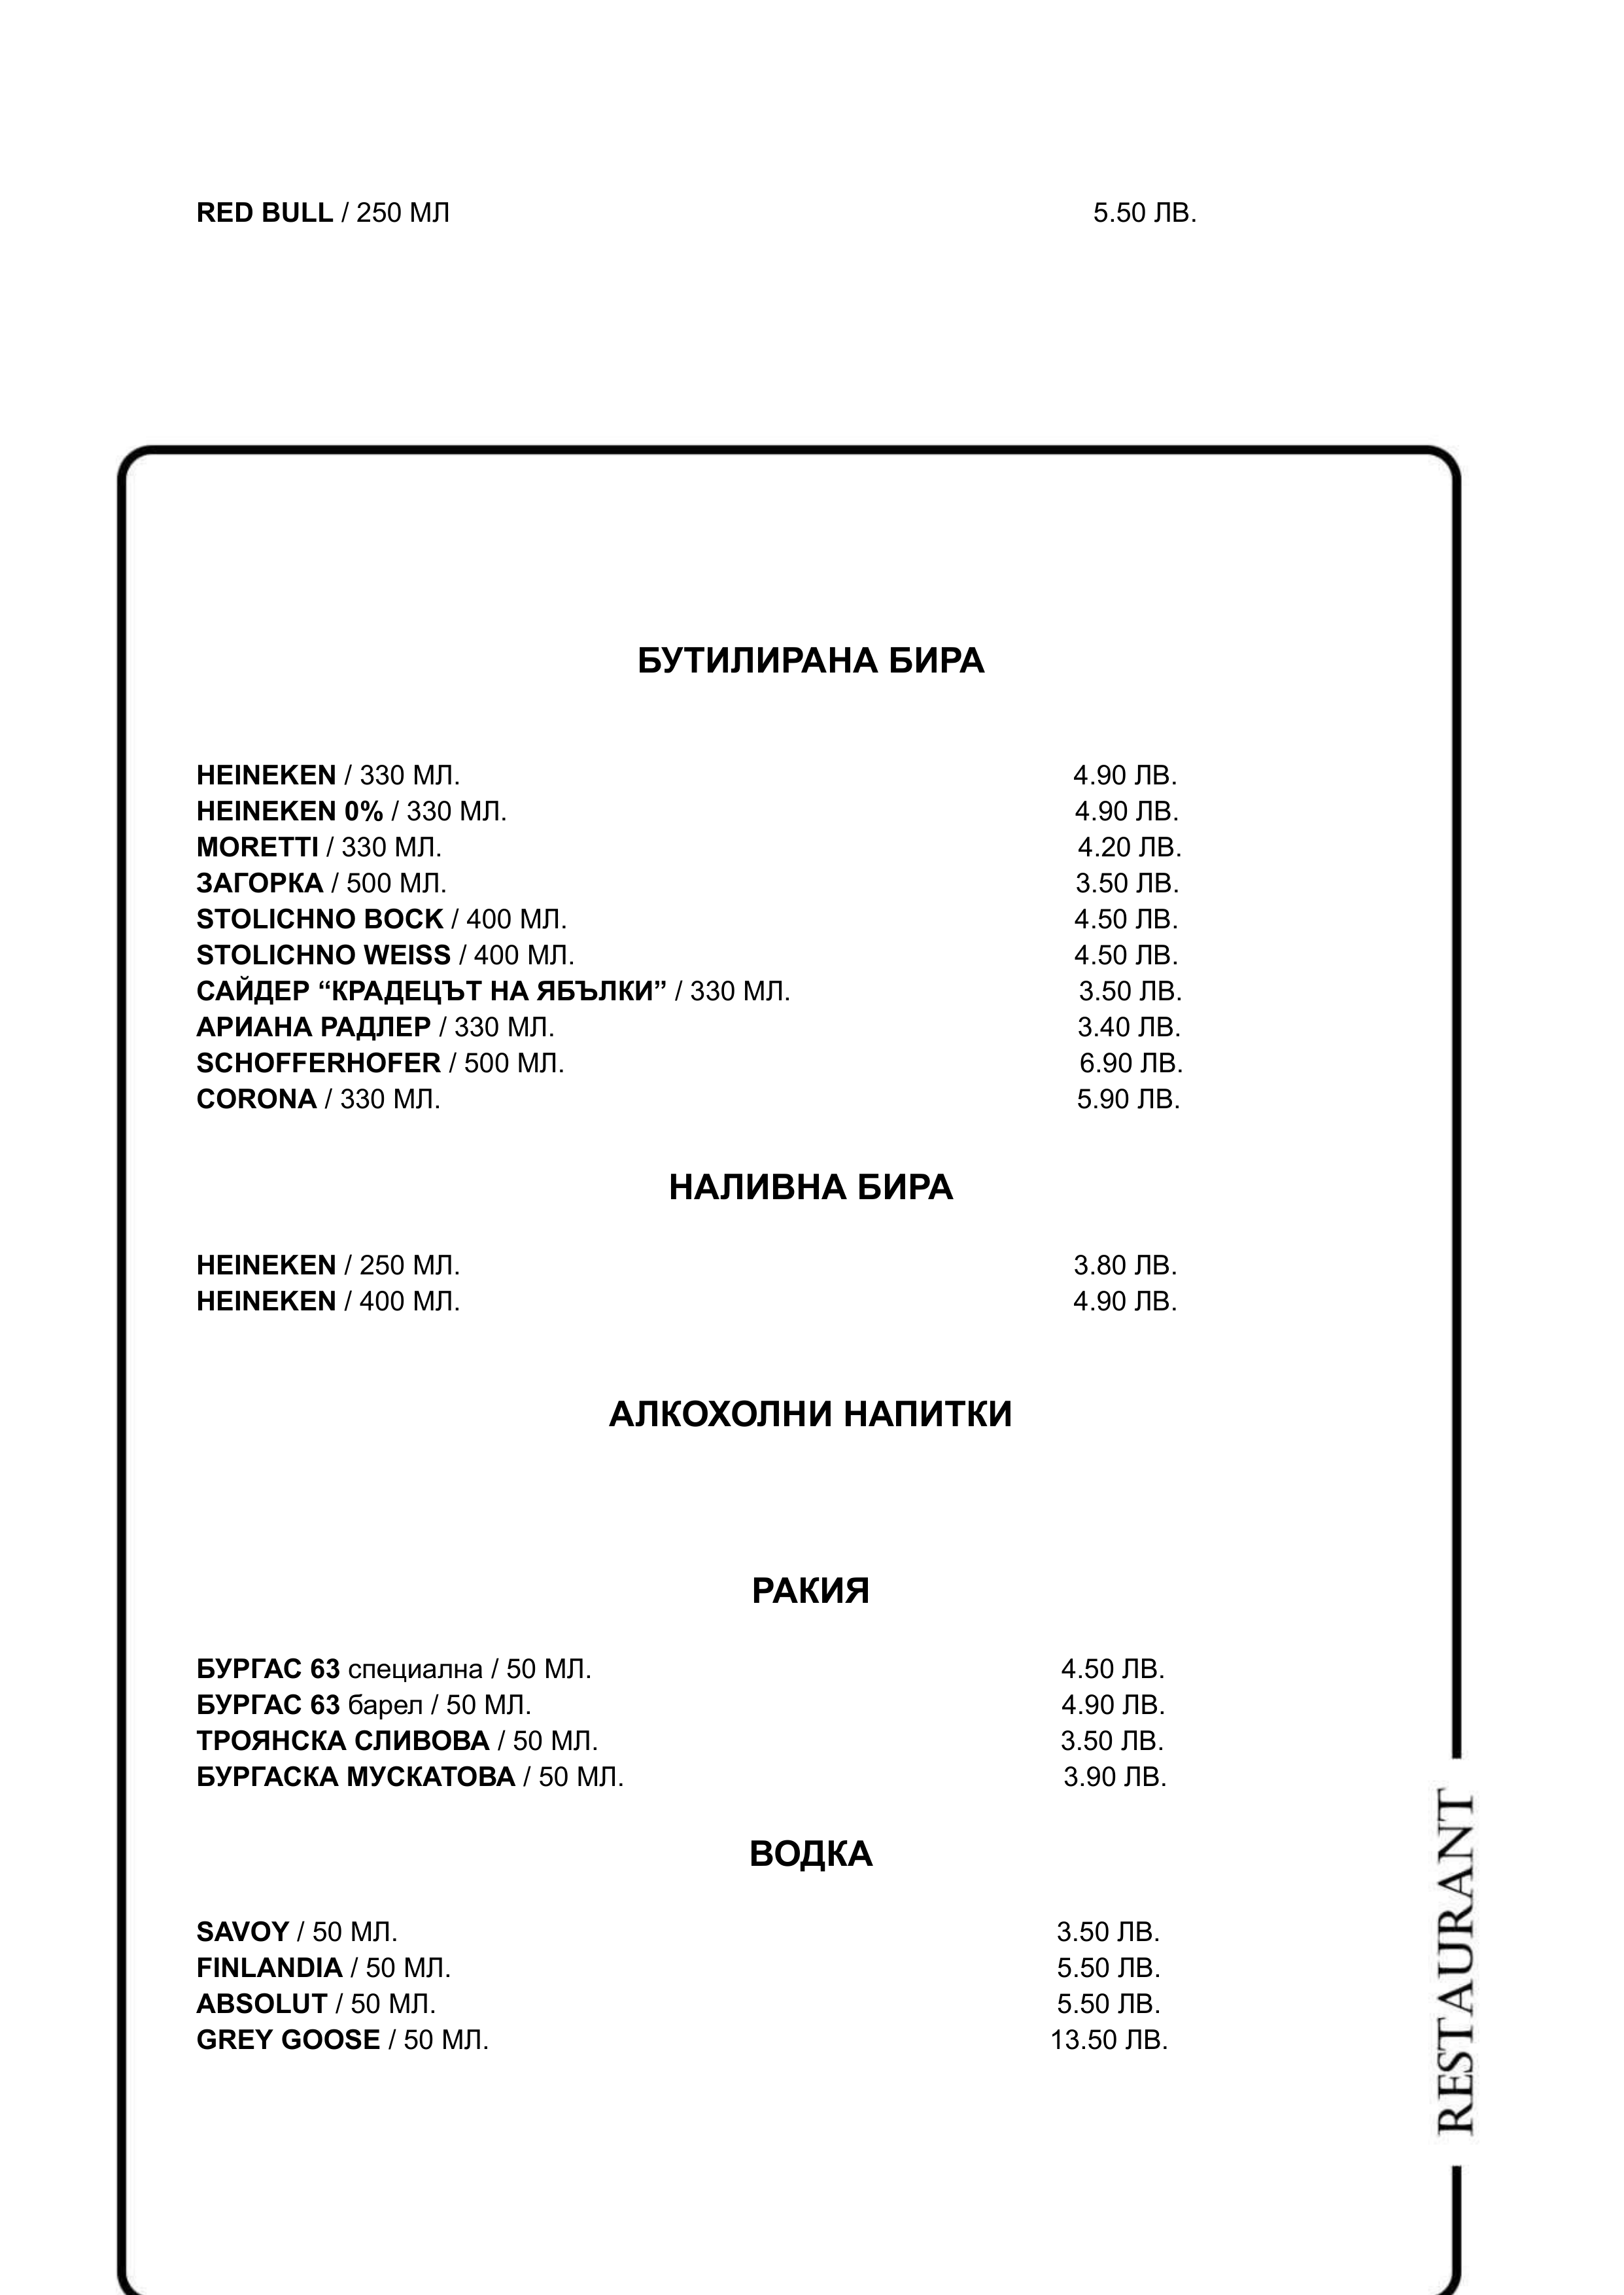 RED BULL / 250 МЛ 5.50 ЛВ.
БУТИЛИРАНА БИРА
HEINEKEN / 330 МЛ. 4.90 ЛВ.
HEINEKEN 0% / 330 МЛ. 4.90 ЛВ.
MORETTI / 330 МЛ. 4.20 ЛВ.
ЗАГОРКА / 500 МЛ. 3.50 ЛВ.
STOLICHNO BOCK / 400 МЛ. 4.50 ЛВ.
STOLICHNO WEISS / 400 МЛ. 4.50 ЛВ.
САЙДЕР “КРАДЕЦЪТ НА ЯБЪЛКИ” / 330 МЛ. 3.50 ЛВ.
АРИАНА РАДЛЕР / 330 МЛ. 3.40 ЛВ.
SCHOFFERHOFER / 500 МЛ. 6.90 ЛВ.
CORONA / 330 МЛ. 5.90 ЛВ.
НАЛИВНА БИРА
HEINEKEN / 250 МЛ. 3.80 ЛВ.
HEINEKEN / 400 МЛ. 4.90 ЛВ.
АЛКОХОЛНИ НАПИТКИ
РАКИЯ
БУРГАС 63 специална / 50 МЛ. 4.50 ЛВ.
БУРГАС 63 барел / 50 МЛ. 4.90 ЛВ.
ТРОЯНСКА СЛИВОВА / 50 МЛ. 3.50 ЛВ.
БУРГАСКА МУСКАТОВА / 50 МЛ. 3.90 ЛВ.
ВОДКА
SAVOY / 50 МЛ. 3.50 ЛВ.
FINLANDIA / 50 МЛ. 5.50 ЛВ.
ABSOLUT / 50 МЛ. 5.50 ЛВ.
GREY GOOSE / 50 МЛ. 13.50 ЛВ.
RESTAURANT